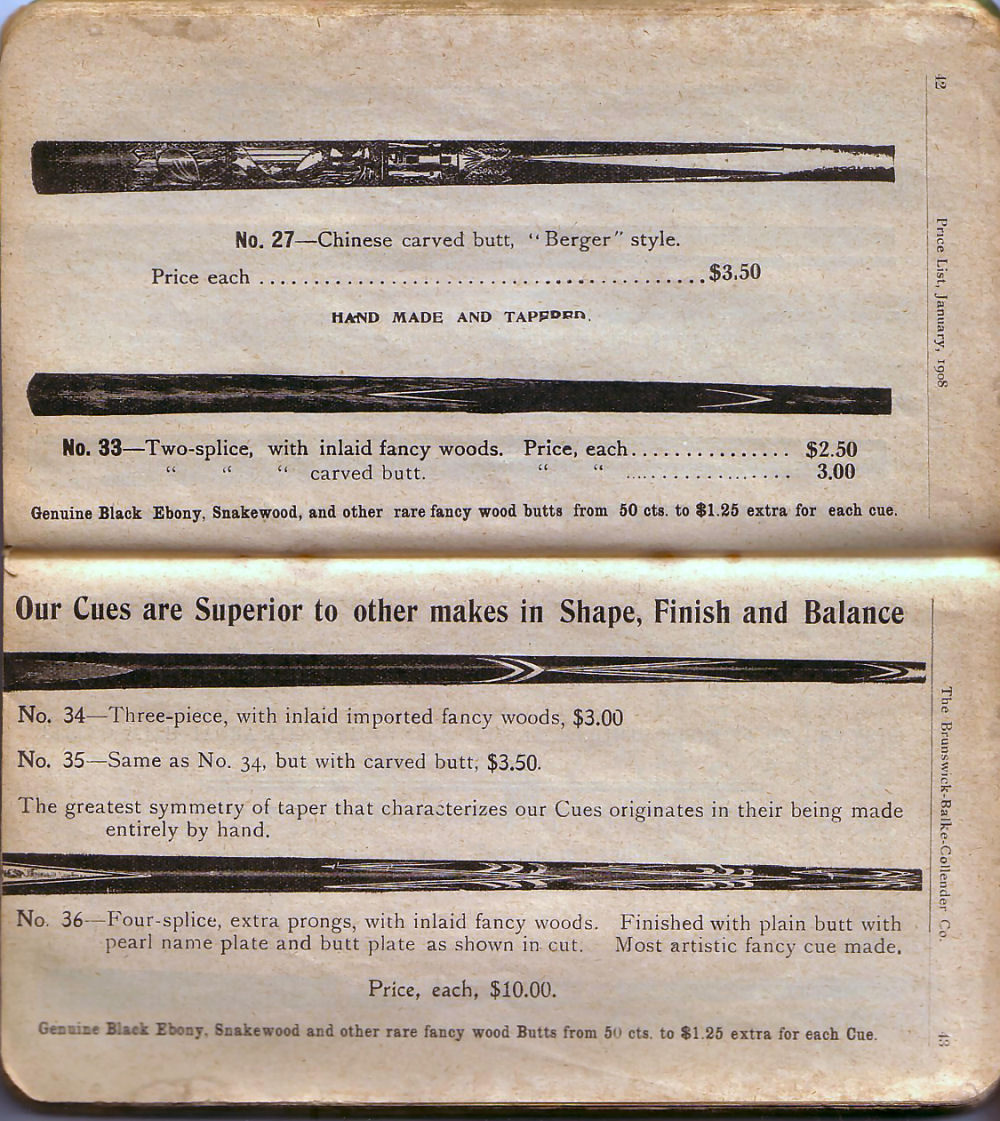 42
Price List, January, 1908
No. 27—Chinese carved butt, “Berger” style.
Price each ........................................ $3.50
HAND MADE AND TAPERED.
No. 33—Two-splice, with inlaid fancy woods. Price, each............... $2.50
“ “ “ carved butt. “ “ ................ 3.00
Genuine Black Ebony, Snakewood, and other rare fancy wood butts from 50 cts. to $1.25 extra for each cue.
Our Cues are Superior to other makes in Shape, Finish and Balance
No. 34—Three-piece, with inlaid imported fancy woods, $3.00
No. 35—Same as No. 34, but with carved butt, $3.50.
The greatest symmetry of taper that characterizes our Cues originates in their being made
entirely by hand.
No. 36—Four-splice, extra prongs, with inlaid fancy woods. Finished with plain butt with
pearl name plate and butt plate as shown in cut. Most artistic fancy cue made.
Price, each, $10.00.
Genuine Black Ebony, Snakewood and other rare fancy wood Butts from 50 cts. to $1.25 extra for each Cue.
The Brunswick-Balke-Collender Co.
43